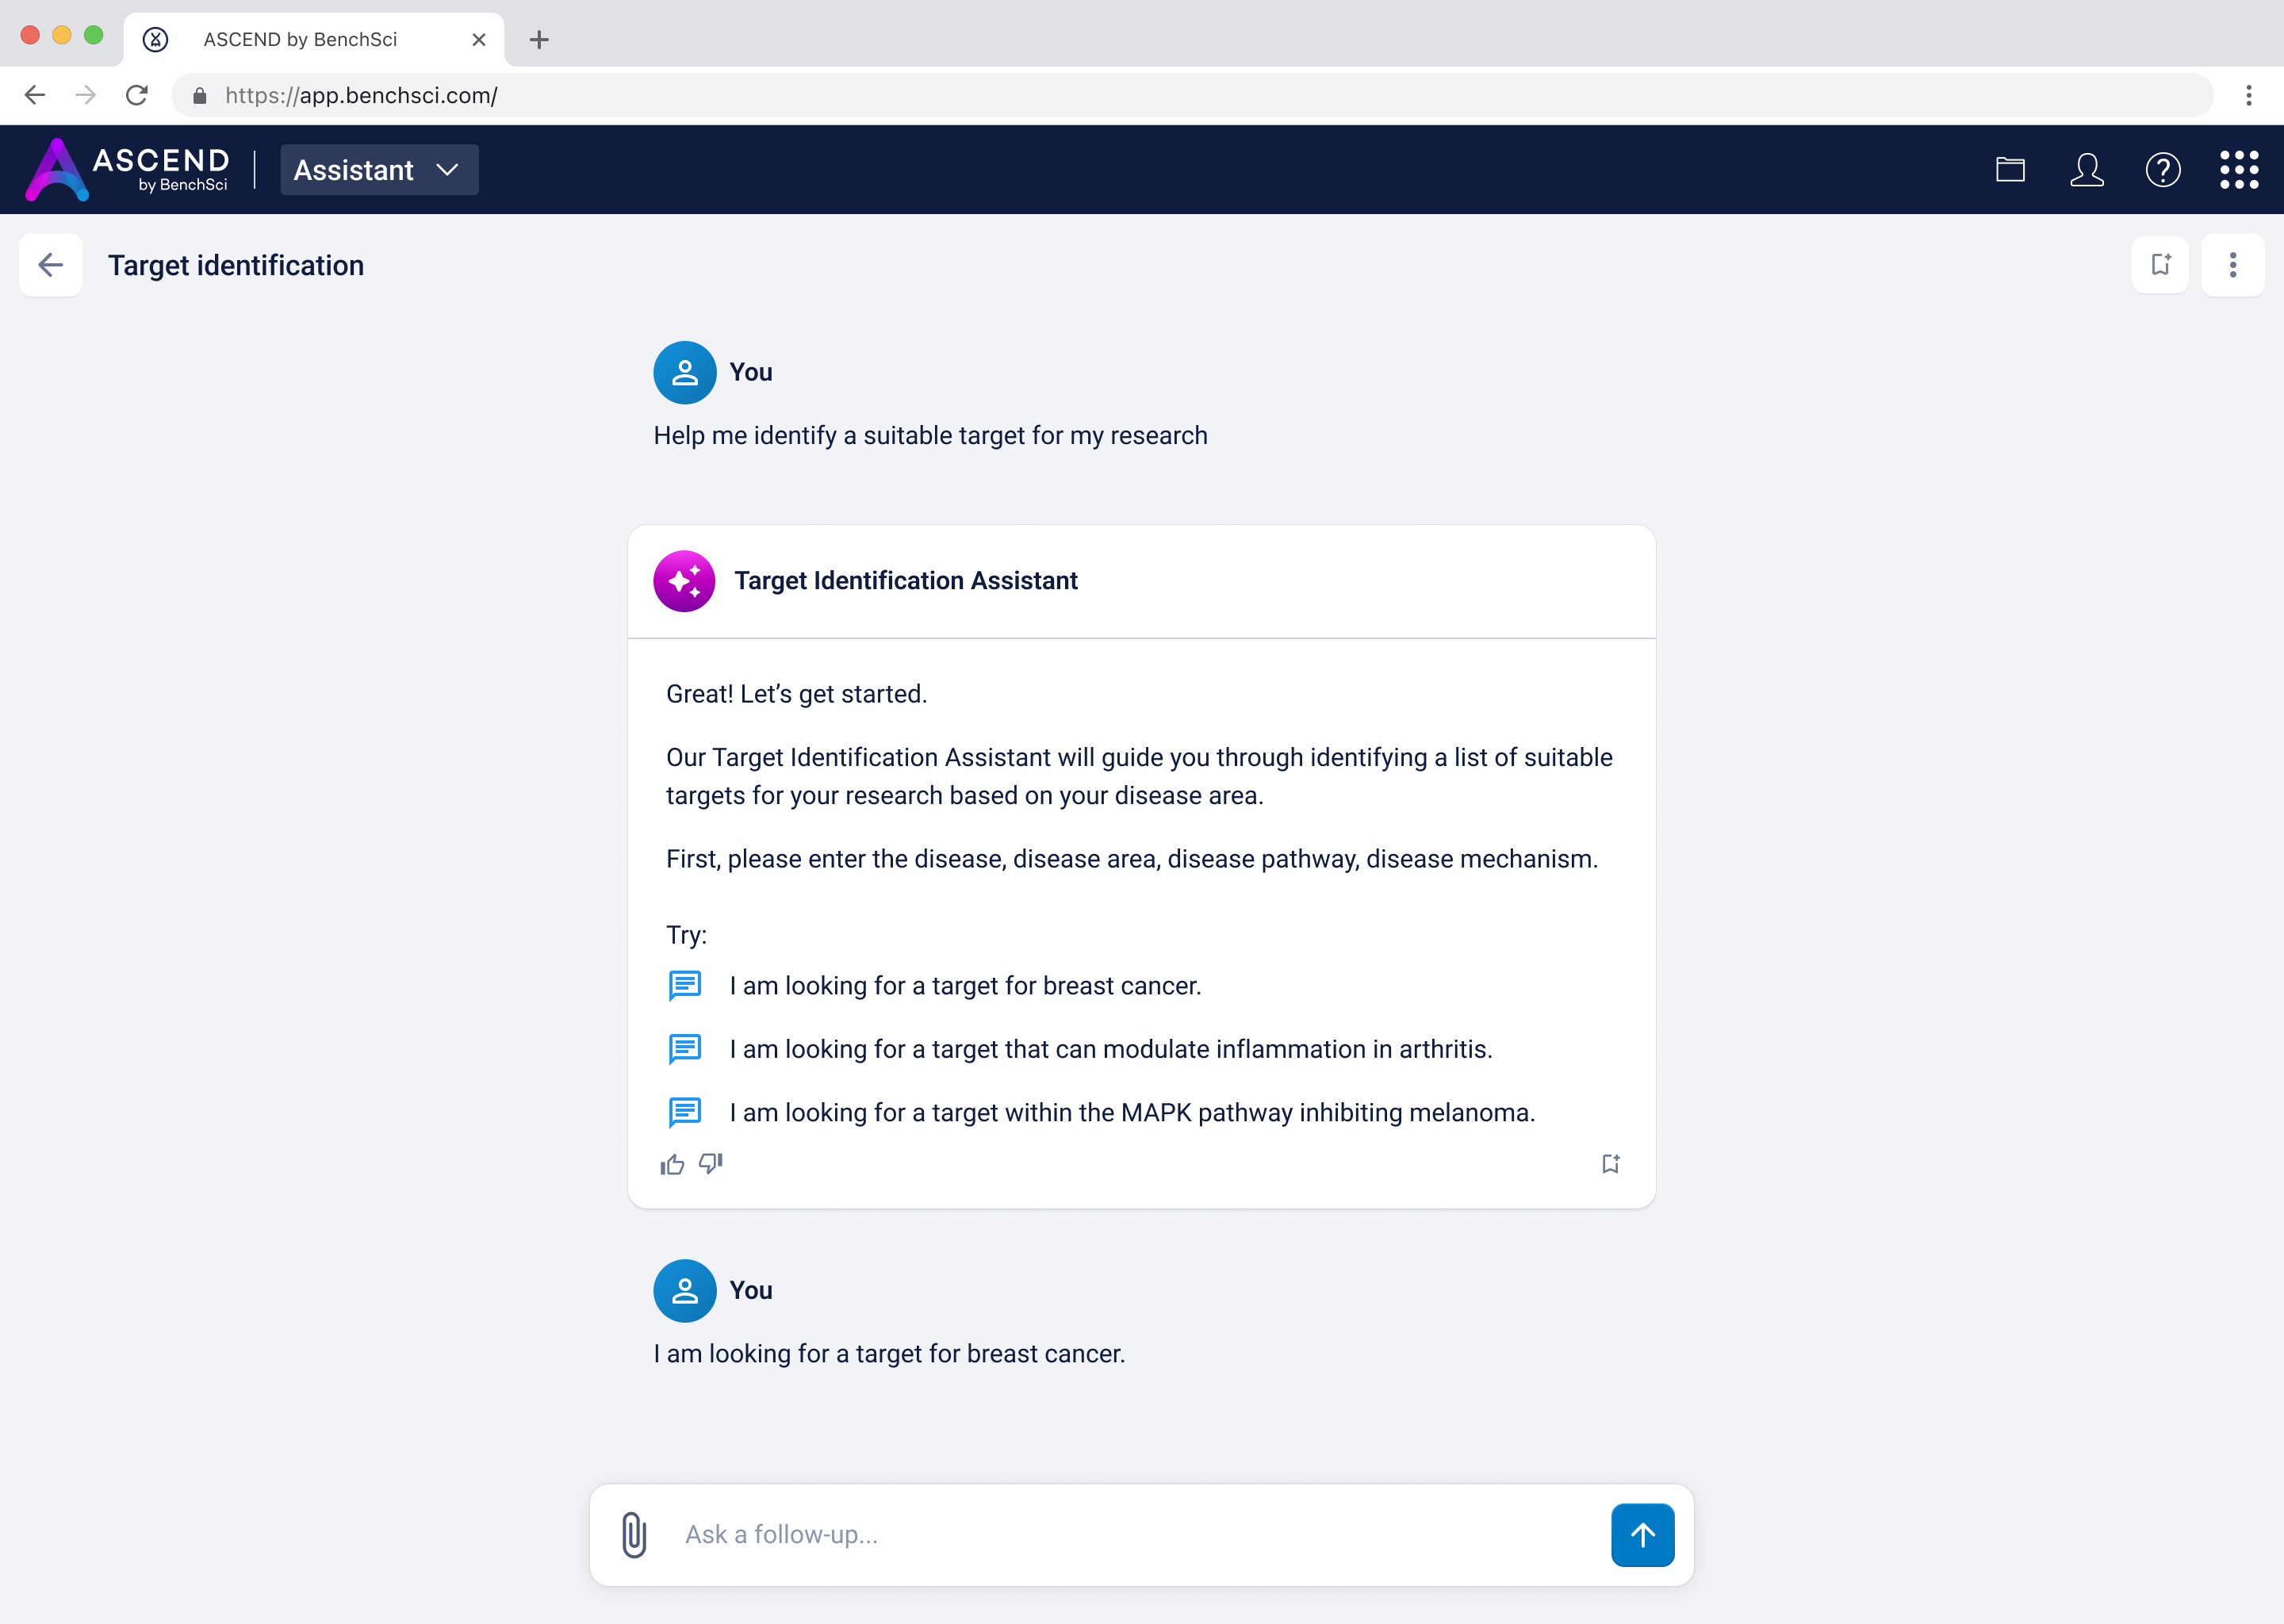 ASCEND by BenchSci
https://app.benchsci.com/
ASCEND
by BenchSci
Assistant
Target identification
You
Help me identify a suitable target for my research
Target Identification Assistant
Great! Let’s get started.
Our Target Identification Assistant will guide you through identifying a list of suitable
targets for your research based on your disease area.
First, please enter the disease, disease area, disease pathway, disease mechanism.
Try:
I am looking for a target for breast cancer.
I am looking for a target that can modulate inflammation in arthritis.
I am looking for a target within the MAPK pathway inhibiting melanoma.
You
I am looking for a target for breast cancer.
Ask a follow-up...